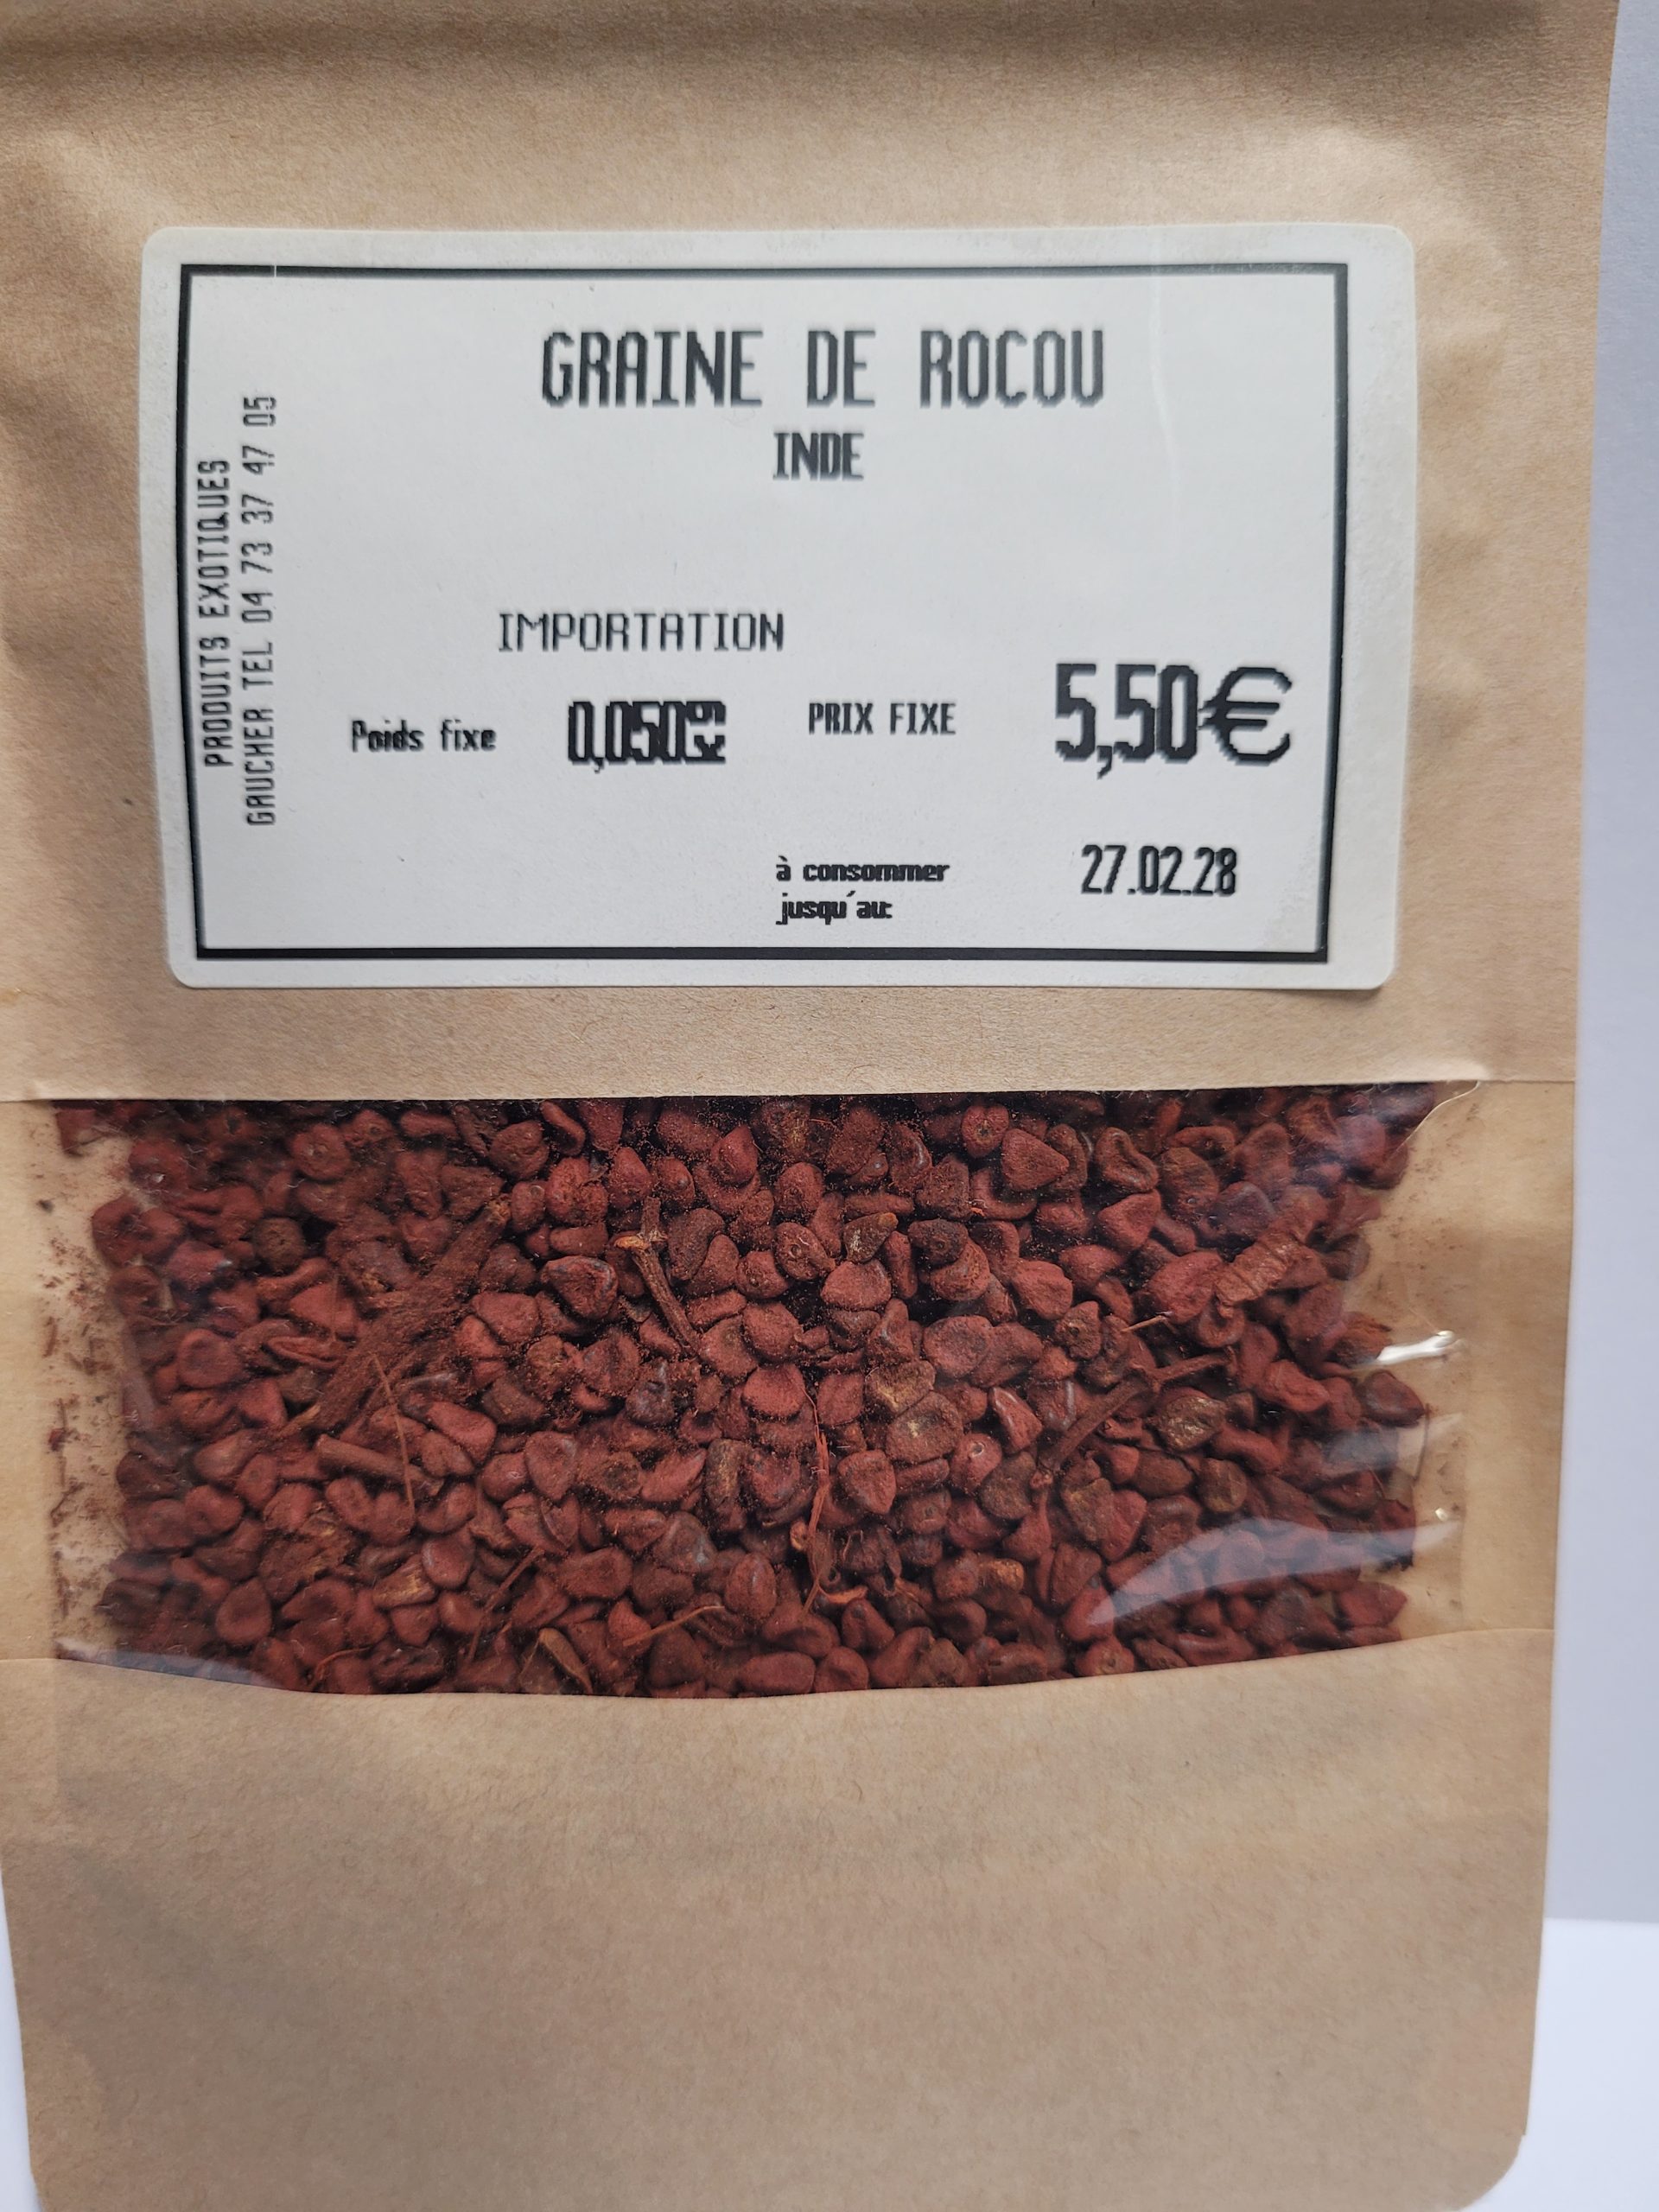 GRAINE DE ROCOU
INDE
PRODUITS EXOTIQUES
GAUCHER TEL 04 73 37 47 05
IMPORTATION
Poids fixe 0,050kg PRIX FIXE 5,50€
à consommer
jusqu'au: 27.02.28